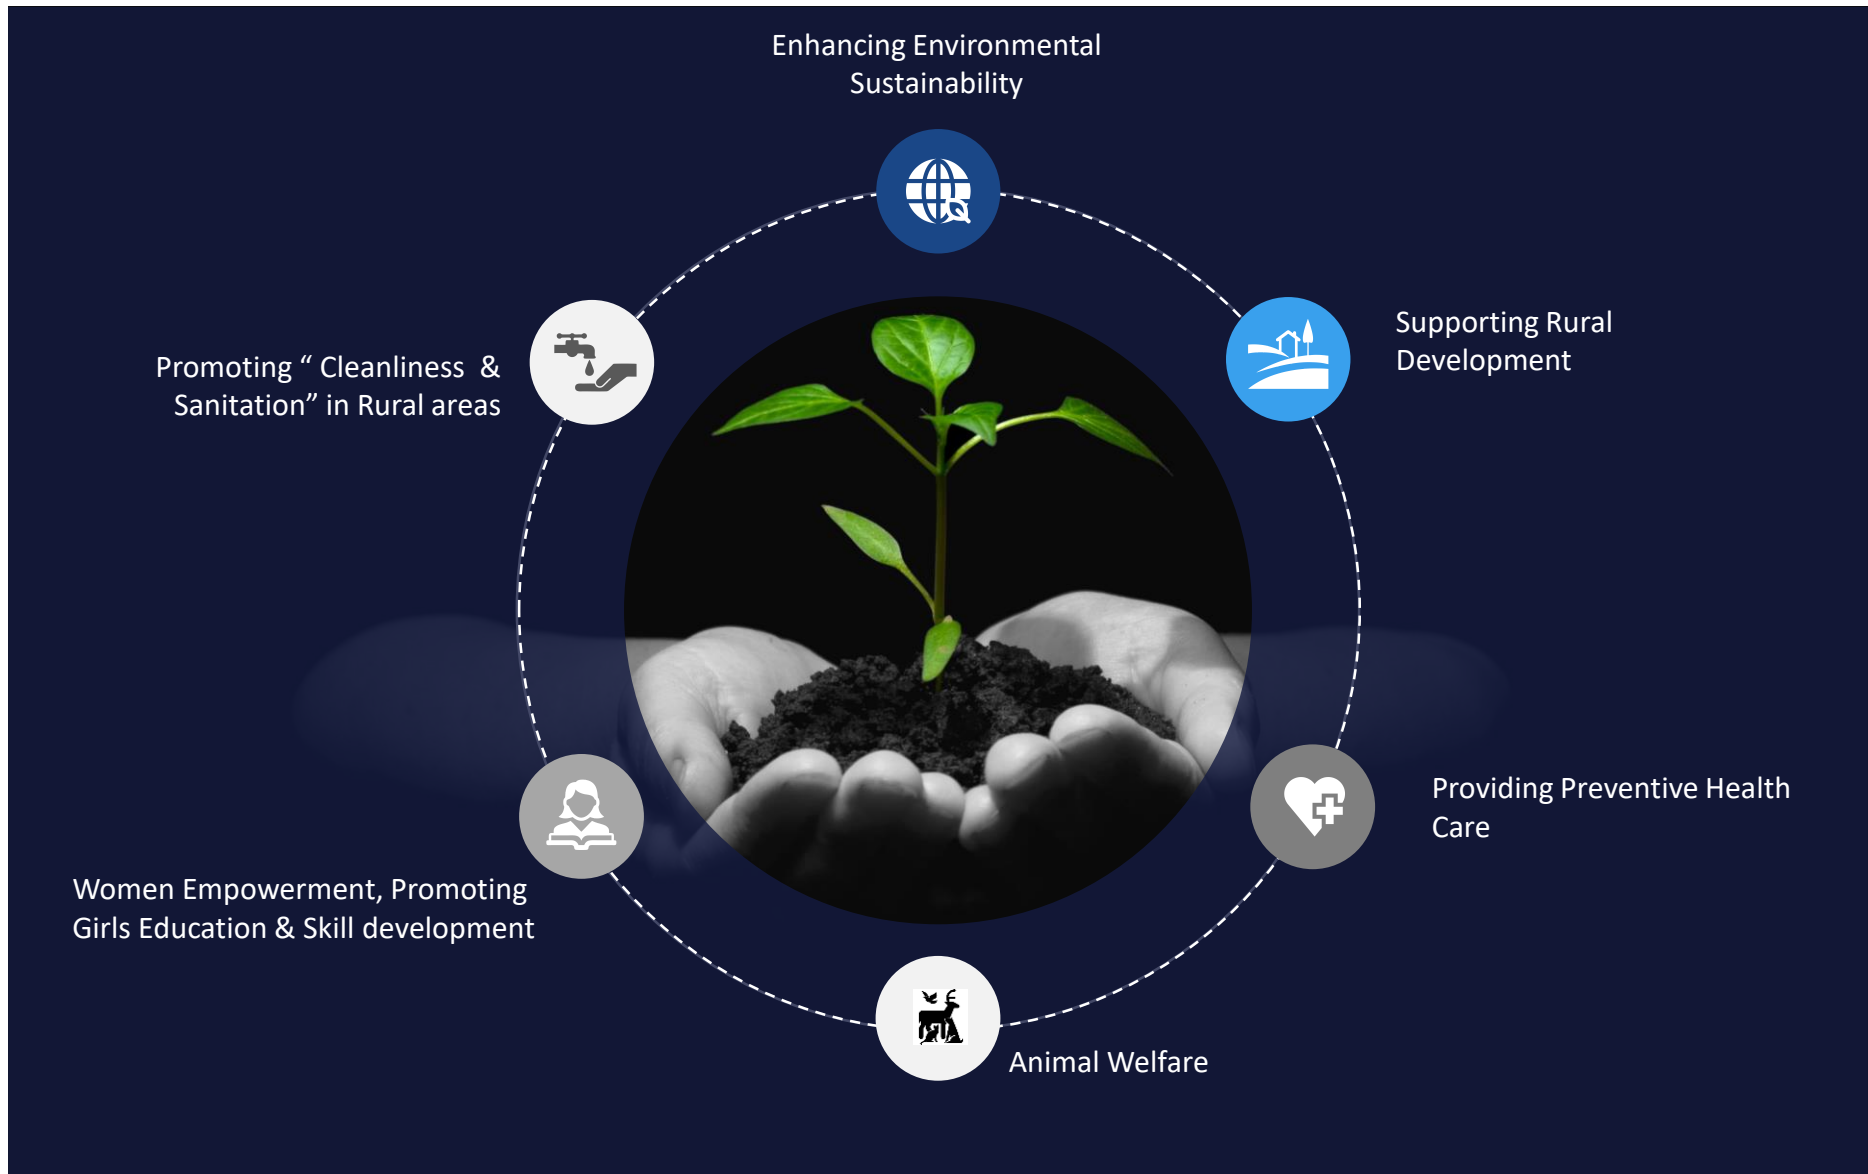 Enhancing Environmental
Sustainability
Supporting Rural
Development
Promoting “ Cleanliness  &
Sanitation” in Rural areas
Providing Preventive Health
Care
Women Empowerment, Promoting
Girls Education & Skill development
Animal Welfare